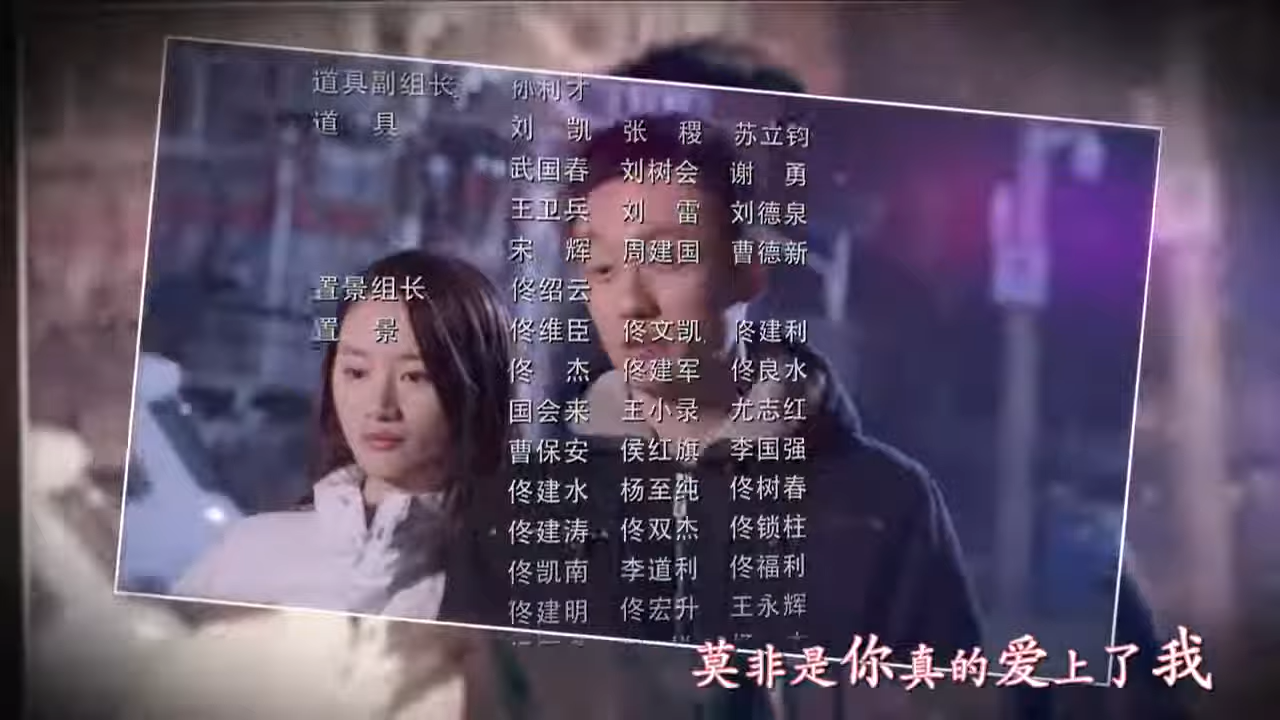 道具副组长 孙利才
道 具 刘 凯 张 稷 苏立钧
武国春 刘树会 谢 勇
王卫兵 刘 雷 刘德泉
宋 辉 周建国 曹德新
置景组长 佟绍云
置 景 佟维臣 佟文凯 佟建利
佟 杰 佟建军 佟良水
国会来 王小录 尤志红
曹保安 侯红旗 李国强
佟建水 杨至纯 佟树春
佟建涛 佟双杰 佟锁柱
佟凯南 李道利 佟福利
佟建明 佟宏升 王永辉
莫非是你真的爱上了我